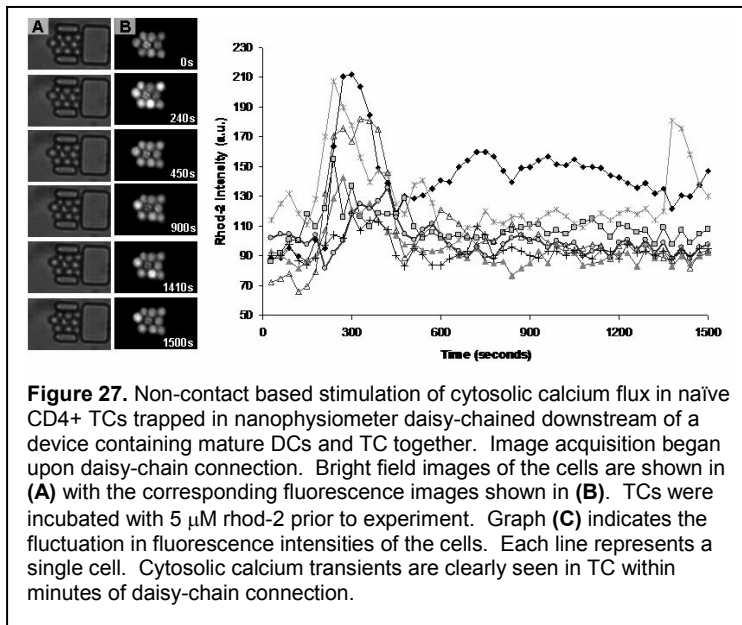 A
B
0s
240s
450s
900s
1410s
1500s
230
210
190
170
150
130
110
90
70
50
Rhod-2 Intensity (a.u.)
0
300
600
900
1200
1500
Time (seconds)
Figure 27. Non-contact based stimulation of cytosolic calcium flux in naïve
CD4+ TCs trapped in nanophysiometer daisy-chained downstream of a
device containing mature DCs and TC together. Image acquisition began
upon daisy-chain connection. Bright field images of the cells are shown in
(A) with the corresponding fluorescence images shown in (B). TCs were
incubated with 5 μM rhod-2 prior to experiment. Graph (C) indicates the
fluctuation in fluorescence intensities of the cells. Each line represents a
single cell. Cytosolic calcium transients are clearly seen in TC within
minutes of daisy-chain connection.